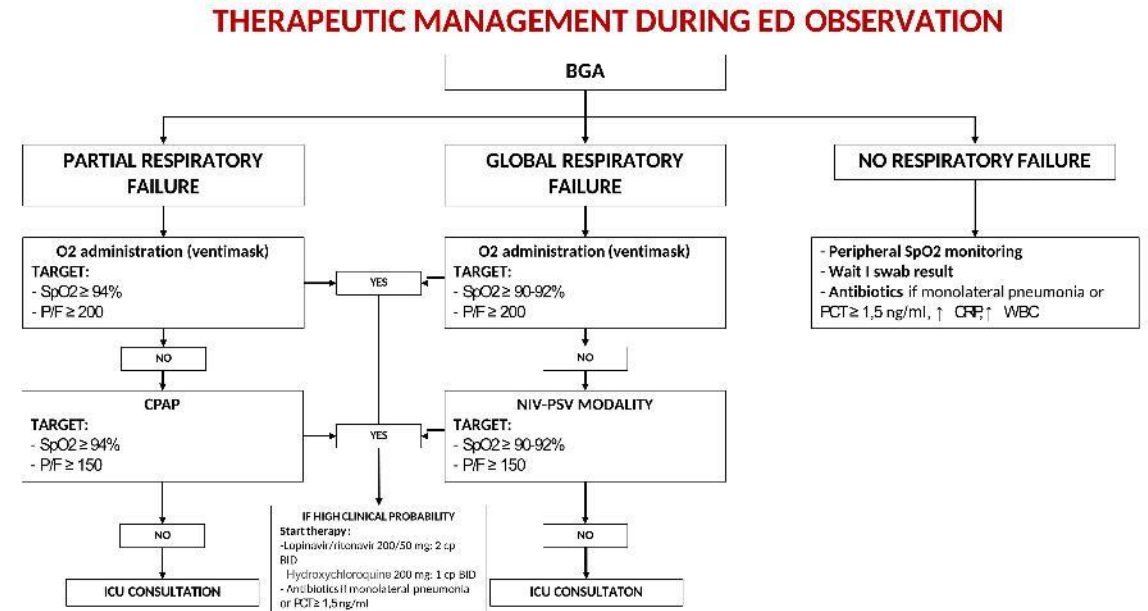 THERAPEUTIC MANAGEMENT DURING ED OBSERVATION
BGA
PARTIAL RESPIRATORY
FAILURE
GLOBAL RESPIRATORY
FAILURE
NO RESPIRATORY FAILURE
O2 administration (ventimask)
TARGET:
- SpO2 ≥ 94%
- P/F ≥ 200
YES
O2 administration (ventimask)
TARGET:
- SpO2 ≥ 90-92%
- P/F ≥ 200
- Peripheral SpO2 monitoring
- Wait I swab result
- Antibiotics if monolateral pneumonia or
PCT ≥ 1,5 ng/ml, ↑ CRP, ↑ WBC
NO
NO
CPAP
TARGET:
- SpO2 ≥ 94%
- P/F ≥ 150
YES
NIV-PSV MODALITY
TARGET:
- SpO2 ≥ 90-92%
- P/F ≥ 150
NO
IF HIGH CLINICAL PROBABILITY
Start therapy:
-Lopinavir/ritonavir 200/50 mg: 2 cp
BID
Hydroxychloroquine 200 mg: 1 cp BID
- Antibiotics if monolateral pneumonia
or PCT ≥ 1,5 ng/ml
NO
ICU CONSULTATION
ICU CONSULTATON